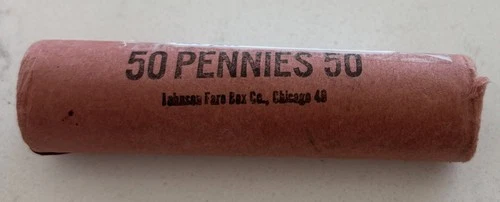 50 PENNIES 50
Johnson Fare Box Co., Chicago 40